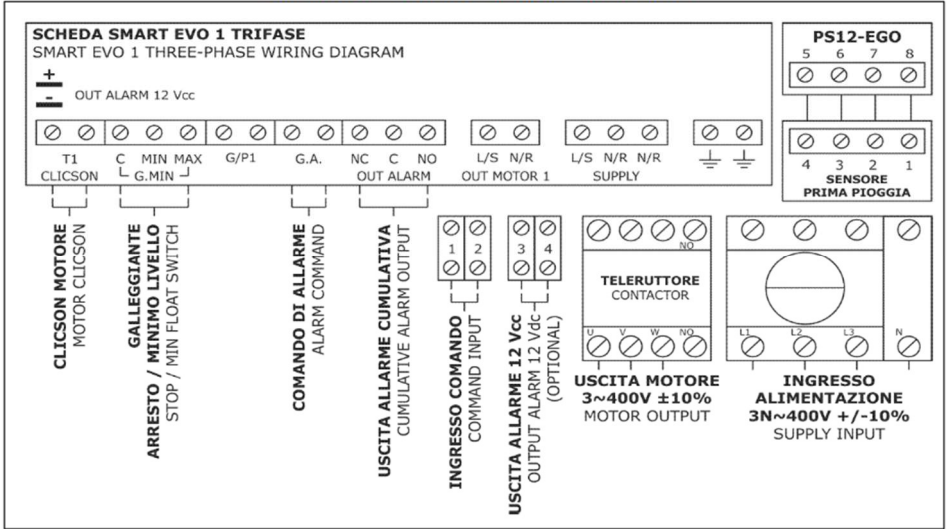 SCHEDA SMART EVO 1 TRIFASE
SMART EVO 1 THREE-PHASE WIRING DIAGRAM
+
-
OUT ALARM 12 Vcc
T1
CLICSON
C MIN MAX
G.MIN
G/P1
G.A.
NC C NO
OUT ALARM
L/S N/R
OUT MOTOR 1
L/S N/R N/R
SUPPLY
PS12-EGO
5 6 7 8
4 3 2 1
SENSORE
PRIMA PIOGGIA
CLICSON MOTORE
MOTOR CLICSON
GALLEGGIANTE
ARRESTO / MINIMO LIVELLO
STOP / MIN FLOAT SWITCH
COMANDO DI ALLARME
ALARM COMMAND
USCITA ALLARME CUMULATIVA
CUMULATIVE ALARM OUTPUT
1 2
INGRESSO COMANDO
COMMAND INPUT
3 4
USCITA ALLARME 12 Vcc
OUTPUT ALARM 12 Vdc
(OPTIONAL)
NO
TELERUTTORE
CONTACTOR
U V W NO
USCITA MOTORE
3~400V ±10%
MOTOR OUTPUT
L1 L2 L3 N
INGRESSO
ALIMENTAZIONE
3N~400V +/-10%
SUPPLY INPUT